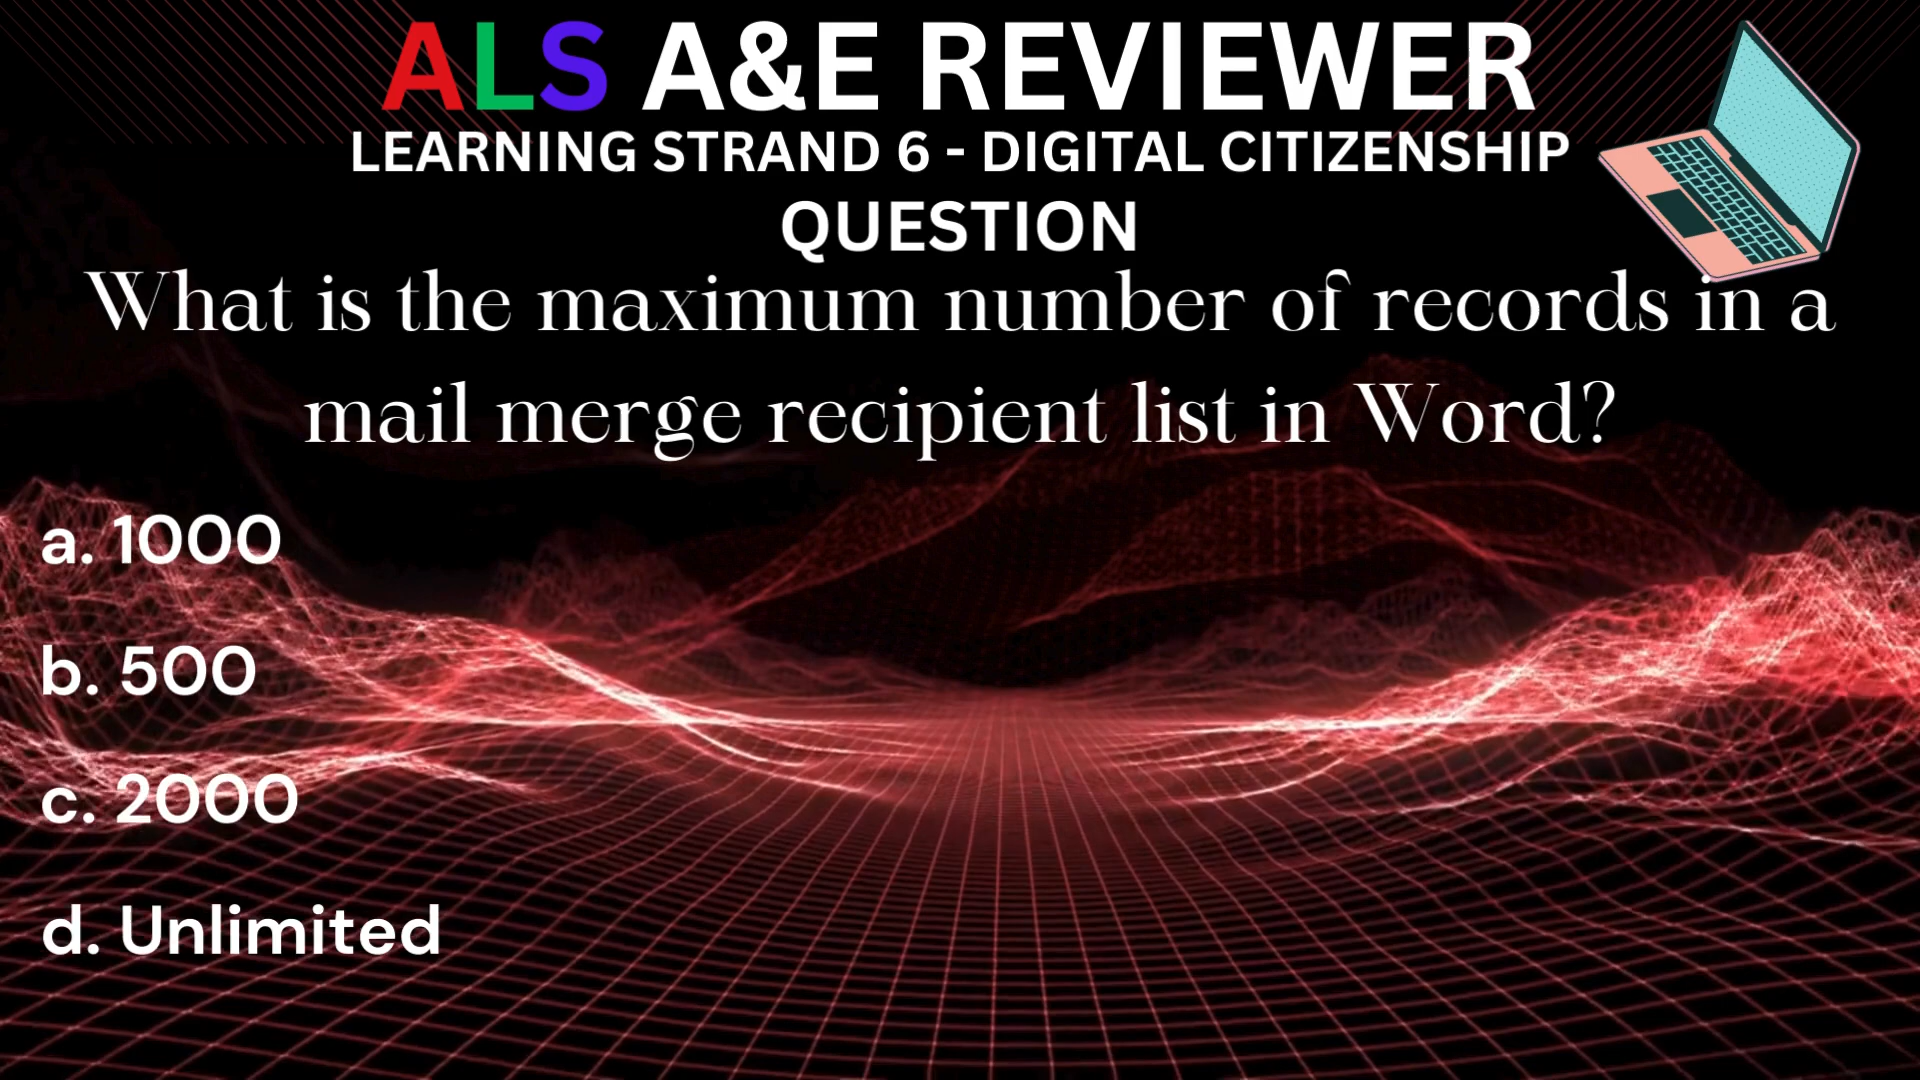 ALS A&E REVIEWER
LEARNING STRAND 6 - DIGITAL CITIZENSHIP
QUESTION
What is the maximum number of records in a
mail merge recipient list in Word?
a. 1000
b. 500
c. 2000
d. Unlimited